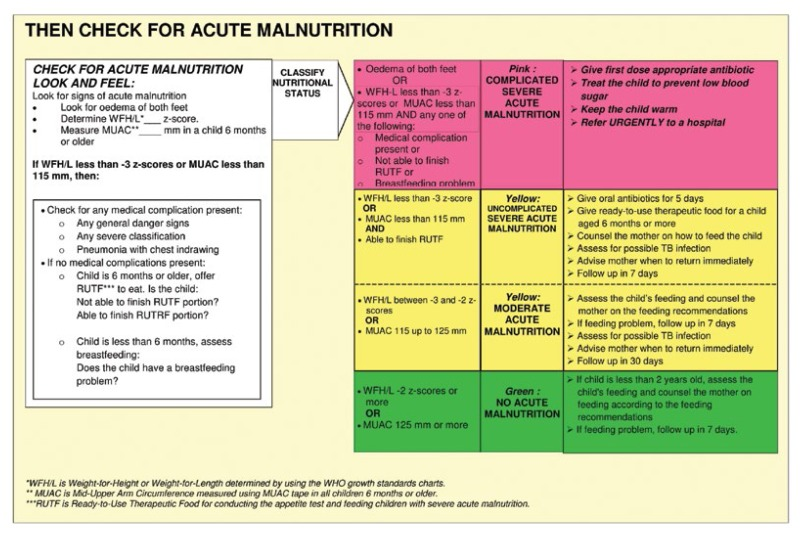 THEN CHECK FOR ACUTE MALNUTRITION
CHECK FOR ACUTE MALNUTRITION
LOOK AND FEEL:
Look for signs of acute malnutrition
• Look for oedema of both feet
• Determine WFH/L*___ z-score.
• Measure MUAC**____ mm in a child 6 months
or older
If WFH/L less than -3 z-scores or MUAC less than
115 mm, then:
• Check for any medical complication present:
o Any general danger signs
o Any severe classification
o Pneumonia with chest indrawing
• If no medical complications present:
o Child is 6 months or older, offer
RUTF*** to eat. Is the child:
Not able to finish RUTF portion?
Able to finish RUTRF portion?
o Child is less than 6 months, assess
breastfeeding:
Does the child have a breastfeeding
problem?
CLASSIFY
NUTRITIONAL
STATUS
• Oedema of both feet
OR
• WFH/L less than -3 z-
scores or MUAC less than
115 mm AND any one of
the following:
o Medical complication
present or
o Not able to finish
RUTF or
o Breastfeeding problem
Pink :
COMPLICATED
SEVERE
ACUTE
MALNUTRITION
➢ Give first dose appropriate antibiotic
➢ Treat the child to prevent low blood
sugar
➢ Keep the child warm
➢ Refer URGENTLY to a hospital
• WFH/L less than -3 z-score
OR
• MUAC less than 115 mm
AND
• Able to finish RUTF
Yellow:
UNCOMPLICATED
SEVERE ACUTE
MALNUTRITION
➢ Give oral antibiotics for 5 days
➢ Give ready-to-use therapeutic food for a child
aged 6 months or more
➢ Counsel the mother on how to feed the child
➢ Assess for possible TB infection
➢ Advise mother when to return immediately
➢ Follow up in 7 days
• WFH/L between -3 and -2 z-
scores
OR
• MUAC 115 up to 125 mm
Yellow:
MODERATE
ACUTE
MALNUTRITION
➢ Assess the child's feeding and counsel the
mother on the feeding recommendations
➢ If feeding problem, follow up in 7 days
➢ Assess for possible TB infection
➢ Advise mother when to return immediately
➢ Follow up in 30 days
• WFH/L -2 z-scores or
more
OR
• MUAC 125 mm or more
Green :
NO ACUTE
MALNUTRITION
➢ If child is less than 2 years old, assess the
child's feeding and counsel the mother on
feeding according to the feeding
recommendations
➢ If feeding problem, follow up in 7 days.
*WFH/L is Weight-for-Height or Weight-for-Length determined by using the WHO growth standards charts.
** MUAC is Mid-Upper Arm Circumference measured using MUAC tape in all children 6 months or older.
***RUTF is Ready-to-Use Therapeutic Food for conducting the appetite test and feeding children with severe acute malnutrition.